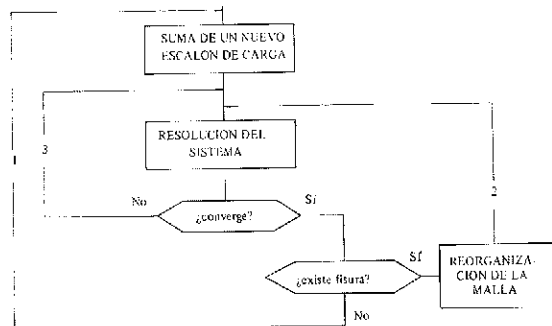 SUMA DE UN NUEVO
ESCALON DE CARGA
RESOLUCION DEL
SISTEMA
3
1
2
No
Sí
¿converge?
Sí
¿existe fisura?
REORGANIZA-
CION DE LA
MALLA
No